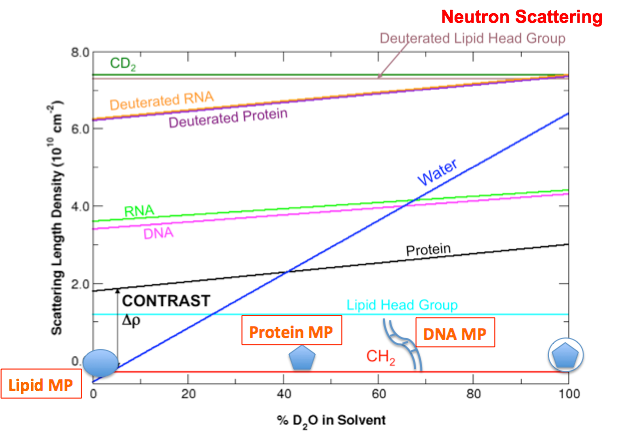 Neutron Scattering
Deuterated Lipid Head Group
8.0
CD2
Deuterated RNA
Deuterated Protein
6.0
Water
4.0
RNA
DNA
Protein
2.0
CONTRAST
Δρ
Lipid Head Group
Protein MP
DNA MP
0.
CH2
Lipid MP
0
20
40
60
80
100
Scattering Length Density (10^10 cm^-2)
% D2O in Solvent